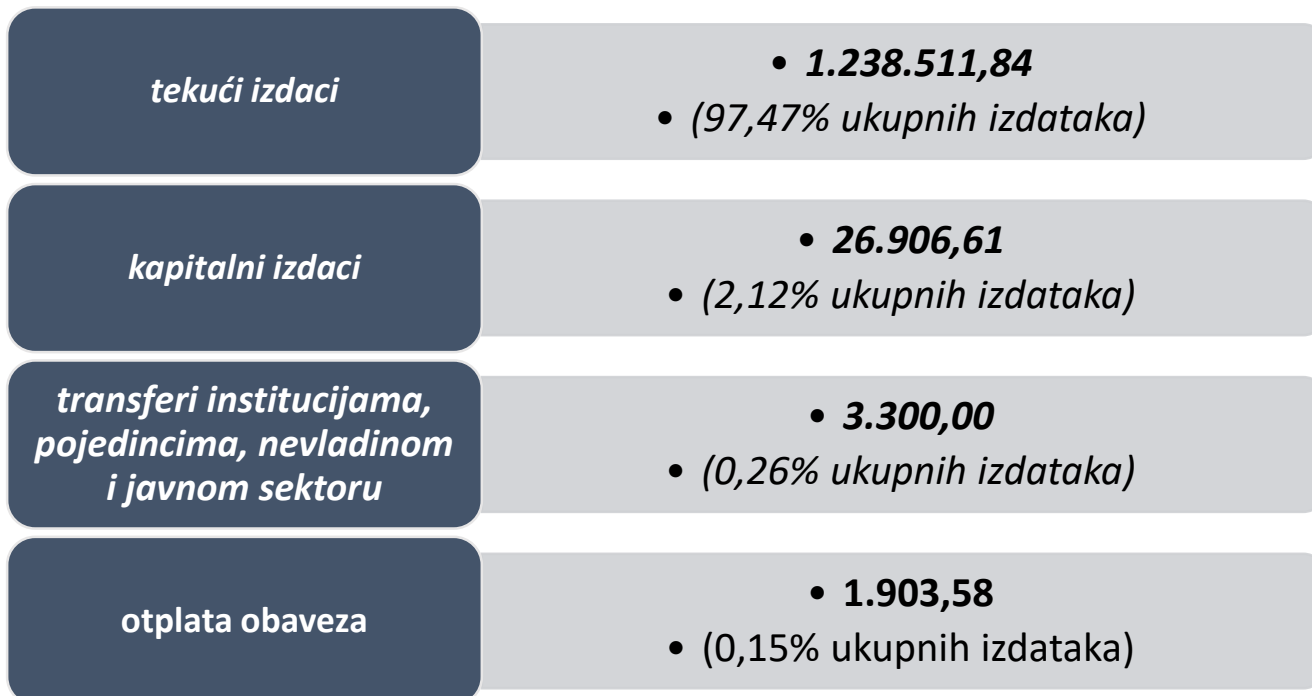 tekući izdaci
• 1.238.511,84
• (97,47% ukupnih izdataka)
kapitalni izdaci
• 26.906,61
• (2,12% ukupnih izdataka)
transferi institucijama,
pojedincima, nevladinom
i javnom sektoru
• 3.300,00
• (0,26% ukupnih izdataka)
otplata obaveza
• 1.903,58
• (0,15% ukupnih izdataka)